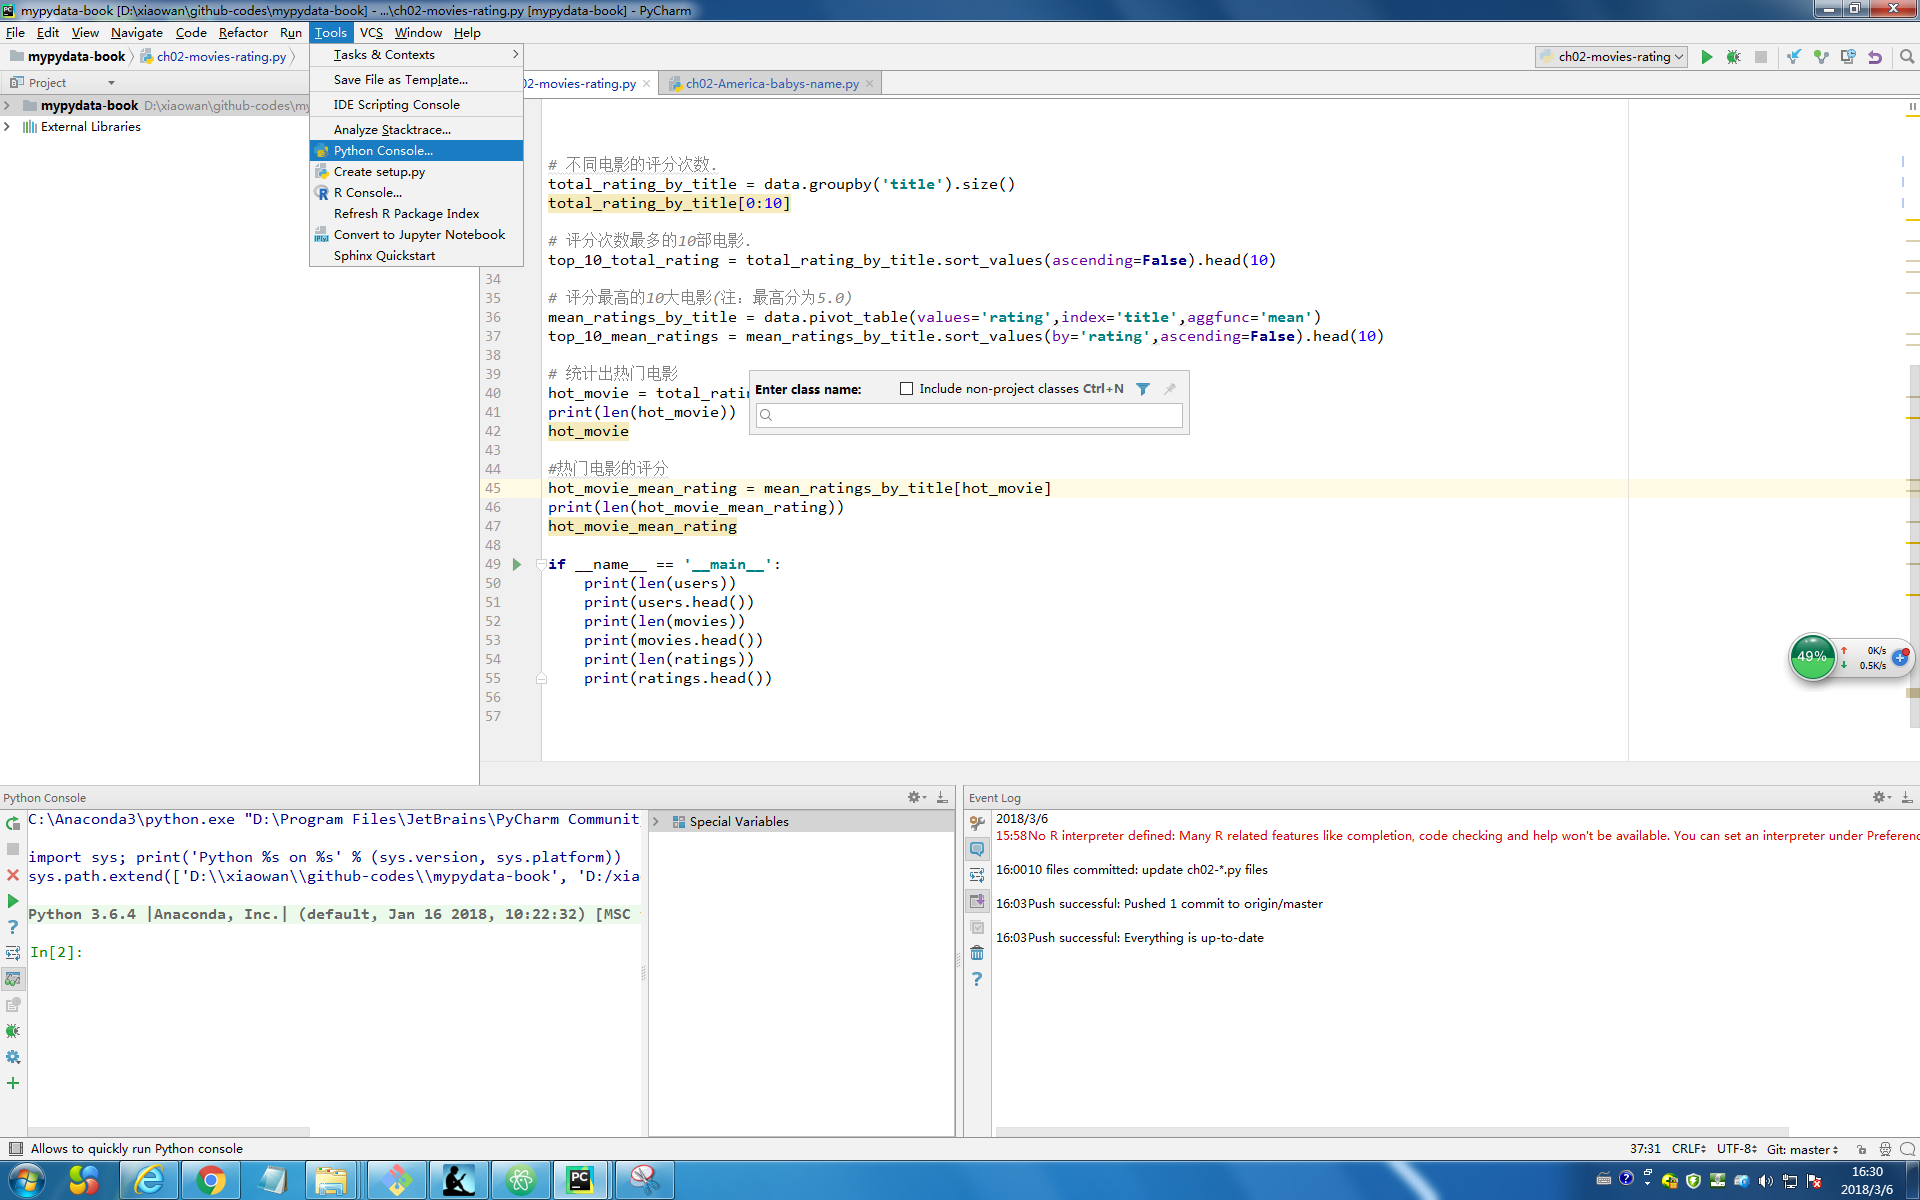 mypydata-book [D:\xiaowan\github-codes\mypydata-book] - ...\ch02-movies-rating.py [mypydata-book] - PyCharm
File Edit View Navigate Code Refactor Run Tools VCS Window Help
mypydata-book ch02-movies-rating.py
ch02-movies-rating
Project
02-movies-rating.py ch02-America-babys-name.py
mypydata-book D:\xiaowan\github-codes\my
External Libraries
Tasks & Contexts
Save File as Template...
IDE Scripting Console
Analyze Stacktrace...
Python Console...
Create setup.py
R Console...
Refresh R Package Index
Convert to Jupyter Notebook
Sphinx Quickstart
# 不同电影的评分次数.
total_rating_by_title = data.groupby('title').size()
total_rating_by_title[0:10]
# 评分次数最多的10部电影.
top_10_total_rating = total_rating_by_title.sort_values(ascending=False).head(10)
34
35 # 评分最高的10大电影(注：最高分为5.0)
36 mean_ratings_by_title = data.pivot_table(values='rating',index='title',aggfunc='mean')
37 top_10_mean_ratings = mean_ratings_by_title.sort_values(by='rating',ascending=False).head(10)
38
39 # 统计出热门电影
40 hot_movie = total_ratin
41 print(len(hot_movie))
42 hot_movie
43
44 #热门电影的评分
45 hot_movie_mean_rating = mean_ratings_by_title[hot_movie]
46 print(len(hot_movie_mean_rating))
47 hot_movie_mean_rating
48
49 if __name__ == '__main__':
50 print(len(users))
51 print(users.head())
52 print(len(movies))
53 print(movies.head())
54 print(len(ratings))
55 print(ratings.head())
56
57
Enter class name: Include non-project classes Ctrl+N
49% 0K/s
0.5K/s
Python Console
C:\Anaconda3\python.exe "D:\Program Files\JetBrains\PyCharm Communit
import sys; print('Python %s on %s' % (sys.version, sys.platform))
sys.path.extend(['D:\\xiaowan\\github-codes\\mypydata-book', 'D:/xia
Python 3.6.4 |Anaconda, Inc.| (default, Jan 16 2018, 10:22:32) [MSC
In[2]:
Special Variables
Event Log
2018/3/6
15:58 No R interpreter defined: Many R related features like completion, code checking and help won't be available. You can set an interpreter under Preferenc
16:00 10 files committed: update ch02-*.py files
16:03 Push successful: Pushed 1 commit to origin/master
16:03 Push successful: Everything is up-to-date
Allows to quickly run Python console
37:31 CRLF UTF-8 Git: master
16:30
2018/3/6